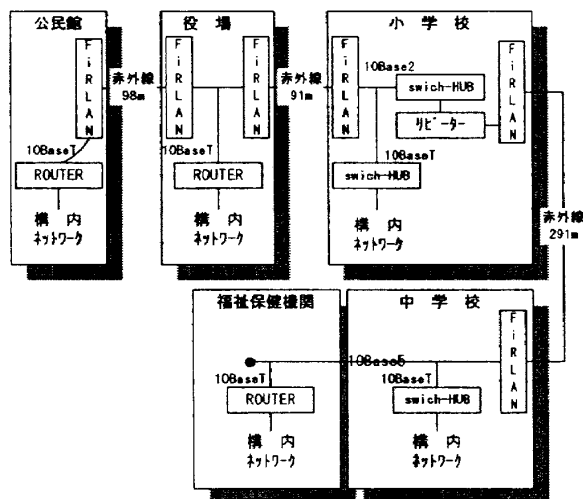 公民館
FiRLAN
10BaseT
ROUTER
構内
ネットワーク
赤外線
98m
役場
FiRLAN
FiRLAN
10BaseT
ROUTER
構内
ネットワーク
赤外線
91m
小学校
FiRLAN
10Base2
swich-HUB
リピーター
FiRLAN
10BaseT
swich-HUB
構内
ネットワーク
赤外線
291m
福祉保健機関
10BaseT
ROUTER
構内
ネットワーク
10Base5
中学校
FiRLAN
10BaseT
swich-HUB
構内
ネットワーク